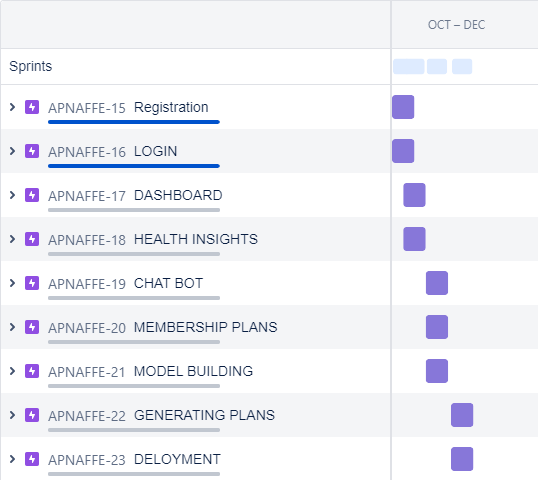 OCT – DEC
Sprints
APNAFFE-15 Registration
APNAFFE-16 LOGIN
APNAFFE-17 DASHBOARD
APNAFFE-18 HEALTH INSIGHTS
APNAFFE-19 CHAT BOT
APNAFFE-20 MEMBERSHIP PLANS
APNAFFE-21 MODEL BUILDING
APNAFFE-22 GENERATING PLANS
APNAFFE-23 DELOYMENT